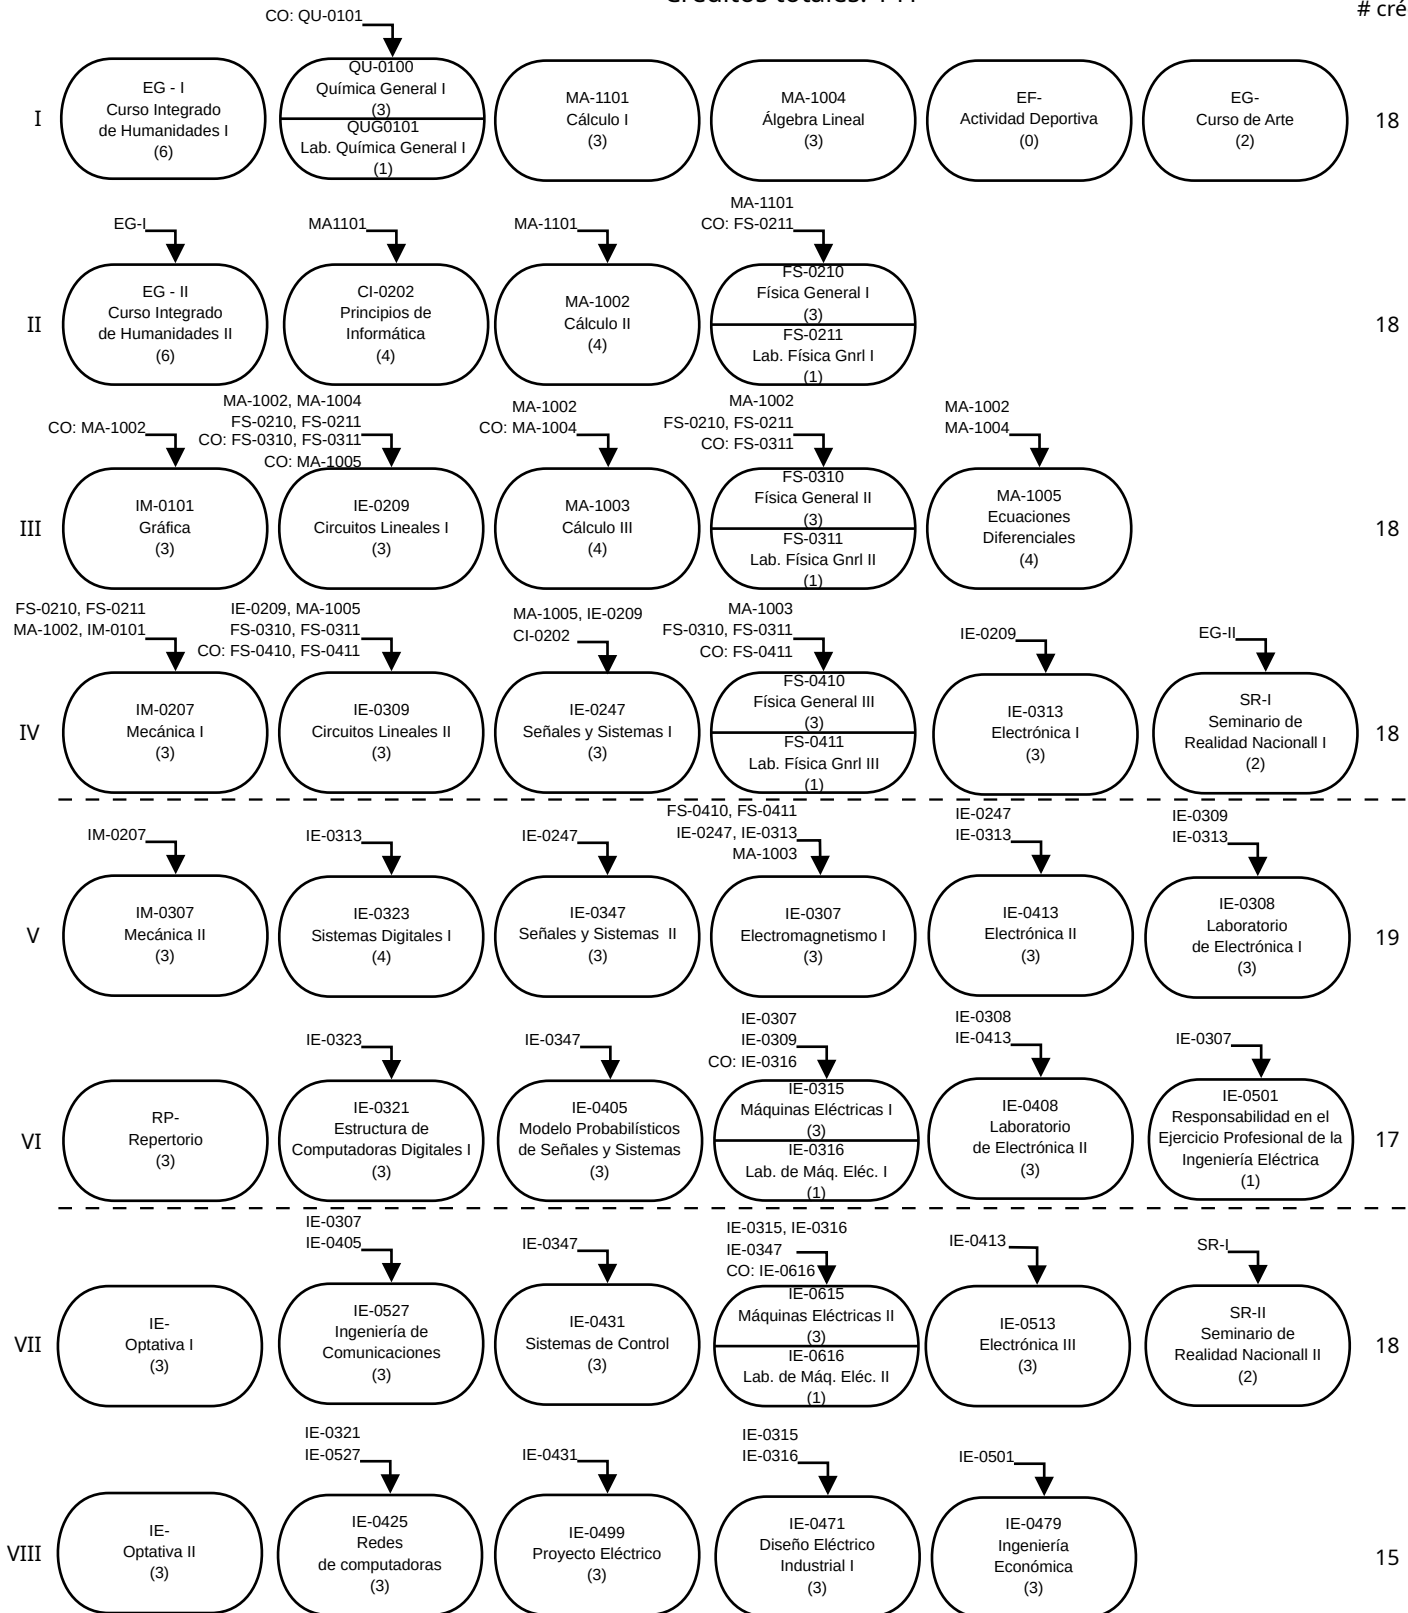 Créditos totales: 141
# cré
CO: QU-0101
I
EG - I
Curso Integrado
de Humanidades I
(6)
QU-0100
Química General I
(3)
QUG0101
Lab. Química General I
(1)
MA-1101
Cálculo I
(3)
MA-1004
Álgebra Lineal
(3)
EF-
Actividad Deportiva
(0)
EG-
Curso de Arte
(2)
18
EG-I
MA1101
MA-1101
MA-1101
CO: FS-0211
II
EG - II
Curso Integrado
de Humanidades II
(6)
CI-0202
Principios de
Informática
(4)
MA-1002
Cálculo II
(4)
FS-0210
Física General I
(3)
FS-0211
Lab. Física Gnrl I
(1)
18
CO: MA-1002
MA-1002, MA-1004
FS-0210, FS-0211
CO: FS-0310, FS-0311
CO: MA-1005
MA-1002
CO: MA-1004
MA-1002
FS-0210, FS-0211
CO: FS-0311
MA-1002
MA-1004
III
IM-0101
Gráfica
(3)
IE-0209
Circuitos Lineales I
(3)
MA-1003
Cálculo III
(4)
FS-0310
Física General II
(3)
FS-0311
Lab. Física Gnrl II
(1)
MA-1005
Ecuaciones
Diferenciales
(4)
18
FS-0210, FS-0211
MA-1002, IM-0101
IE-0209, MA-1005
FS-0310, FS-0311
CO: FS-0410, FS-0411
MA-1005, IE-0209
CI-0202
MA-1003
FS-0310, FS-0311
CO: FS-0411
IE-0209
EG-II
IV
IM-0207
Mecánica I
(3)
IE-0309
Circuitos Lineales II
(3)
IE-0247
Señales y Sistemas I
(3)
FS-0410
Física General III
(3)
FS-0411
Lab. Física Gnrl III
(1)
IE-0313
Electrónica I
(3)
SR-I
Seminario de
Realidad Nacionall I
(2)
18
IM-0207
IE-0313
IE-0247
FS-0410, FS-0411
IE-0247, IE-0313
MA-1003
IE-0247
IE-0313
IE-0309
IE-0313
V
IM-0307
Mecánica II
(3)
IE-0323
Sistemas Digitales I
(4)
IE-0347
Señales y Sistemas  II
(3)
IE-0307
Electromagnetismo I
(3)
IE-0413
Electrónica II
(3)
IE-0308
Laboratorio
de Electrónica I
(3)
19
IE-0323
IE-0347
IE-0307
IE-0309
CO: IE-0316
IE-0308
IE-0413
IE-0307
VI
RP-
Repertorio
(3)
IE-0321
Estructura de
Computadoras Digitales I
(3)
IE-0405
Modelo Probabilísticos
de Señales y Sistemas
(3)
IE-0315
Máquinas Eléctricas I
(3)
IE-0316
Lab. de Máq. Eléc. I
(1)
IE-0408
Laboratorio
de Electrónica II
(3)
IE-0501
Responsabilidad en el
Ejercicio Profesional de la
Ingeniería Eléctrica
(1)
17
IE-0307
IE-0405
IE-0347
IE-0315, IE-0316
IE-0347
CO: IE-0616
IE-0413
SR-I
VII
IE-
Optativa I
(3)
IE-0527
Ingeniería de
Comunicaciones
(3)
IE-0431
Sistemas de Control
(3)
IE-0615
Máquinas Eléctricas II
(3)
IE-0616
Lab. de Máq. Eléc. II
(1)
IE-0513
Electrónica III
(3)
SR-II
Seminario de
Realidad Nacionall II
(2)
18
IE-0321
IE-0527
IE-0431
IE-0315
IE-0316
IE-0501
VIII
IE-
Optativa II
(3)
IE-0425
Redes
de computadoras
(3)
IE-0499
Proyecto Eléctrico
(3)
IE-0471
Diseño Eléctrico
Industrial I
(3)
IE-0479
Ingeniería
Económica
(3)
15